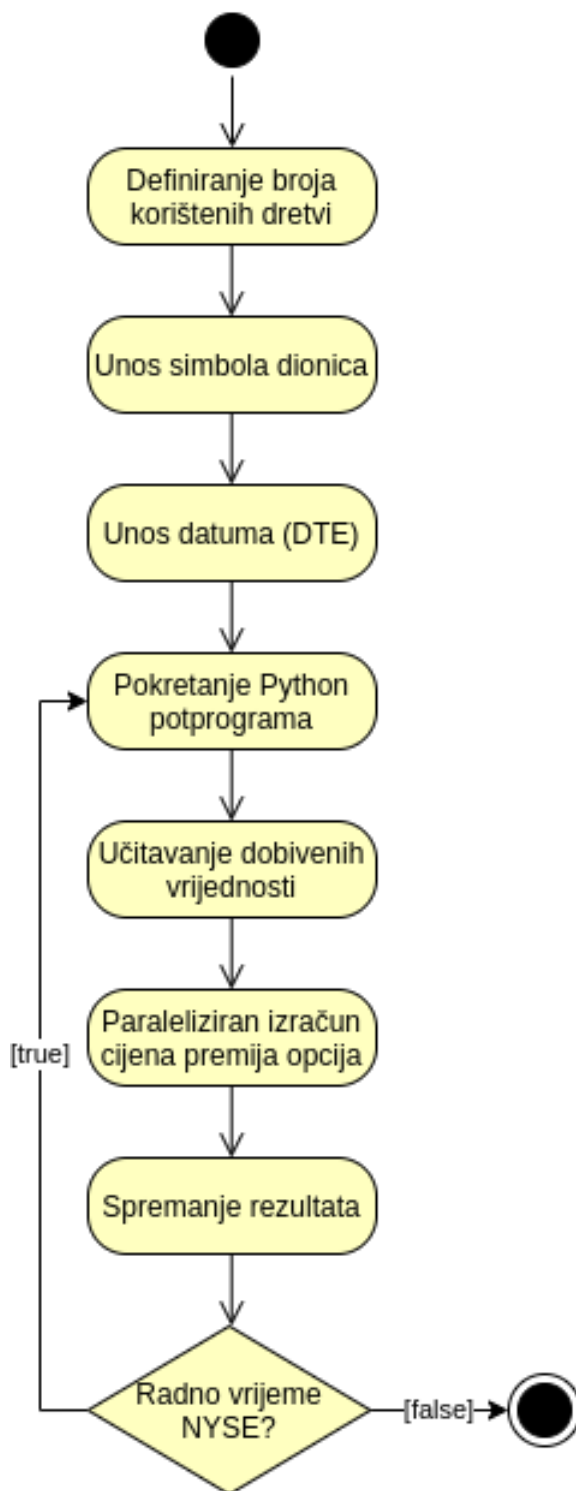 Definiranje broja
korištenih dretvi
Unos simbola dionica
Unos datuma (DTE)
Pokretanje Python
potprograma
Učitavanje dobivenih
vrijednosti
Paraleliziran izračun
cijena premija opcija
[true]
Spremanje rezultata
Radno vrijeme
NYSE?
[false]